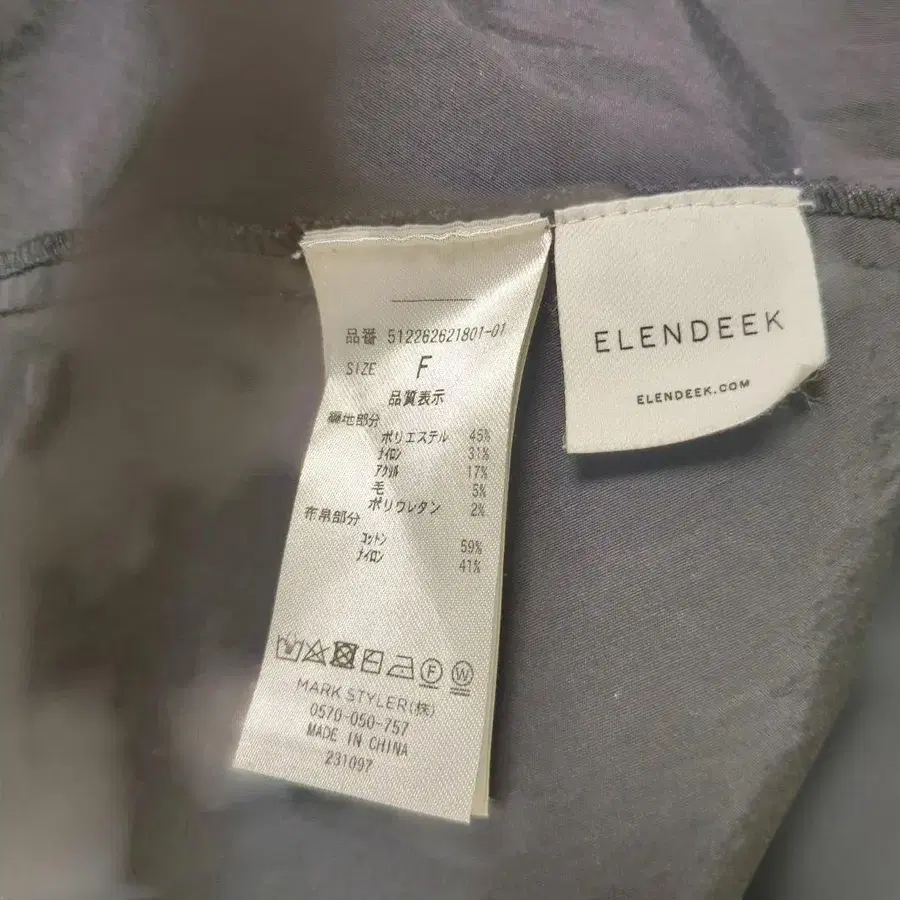 品番 512262621801-01
SIZE F
品質表示
編地部分
ポリエステル 45%
ナイロン 31%
アクリル 17%
毛 5%
ポリウレタン 2%
布帛部分
コットン 59%
ナイロン 41%
F W
MARK STYLER(株)
0570-050-757
MADE IN CHINA
231097
ELENDEEK
ELENDEEK.COM